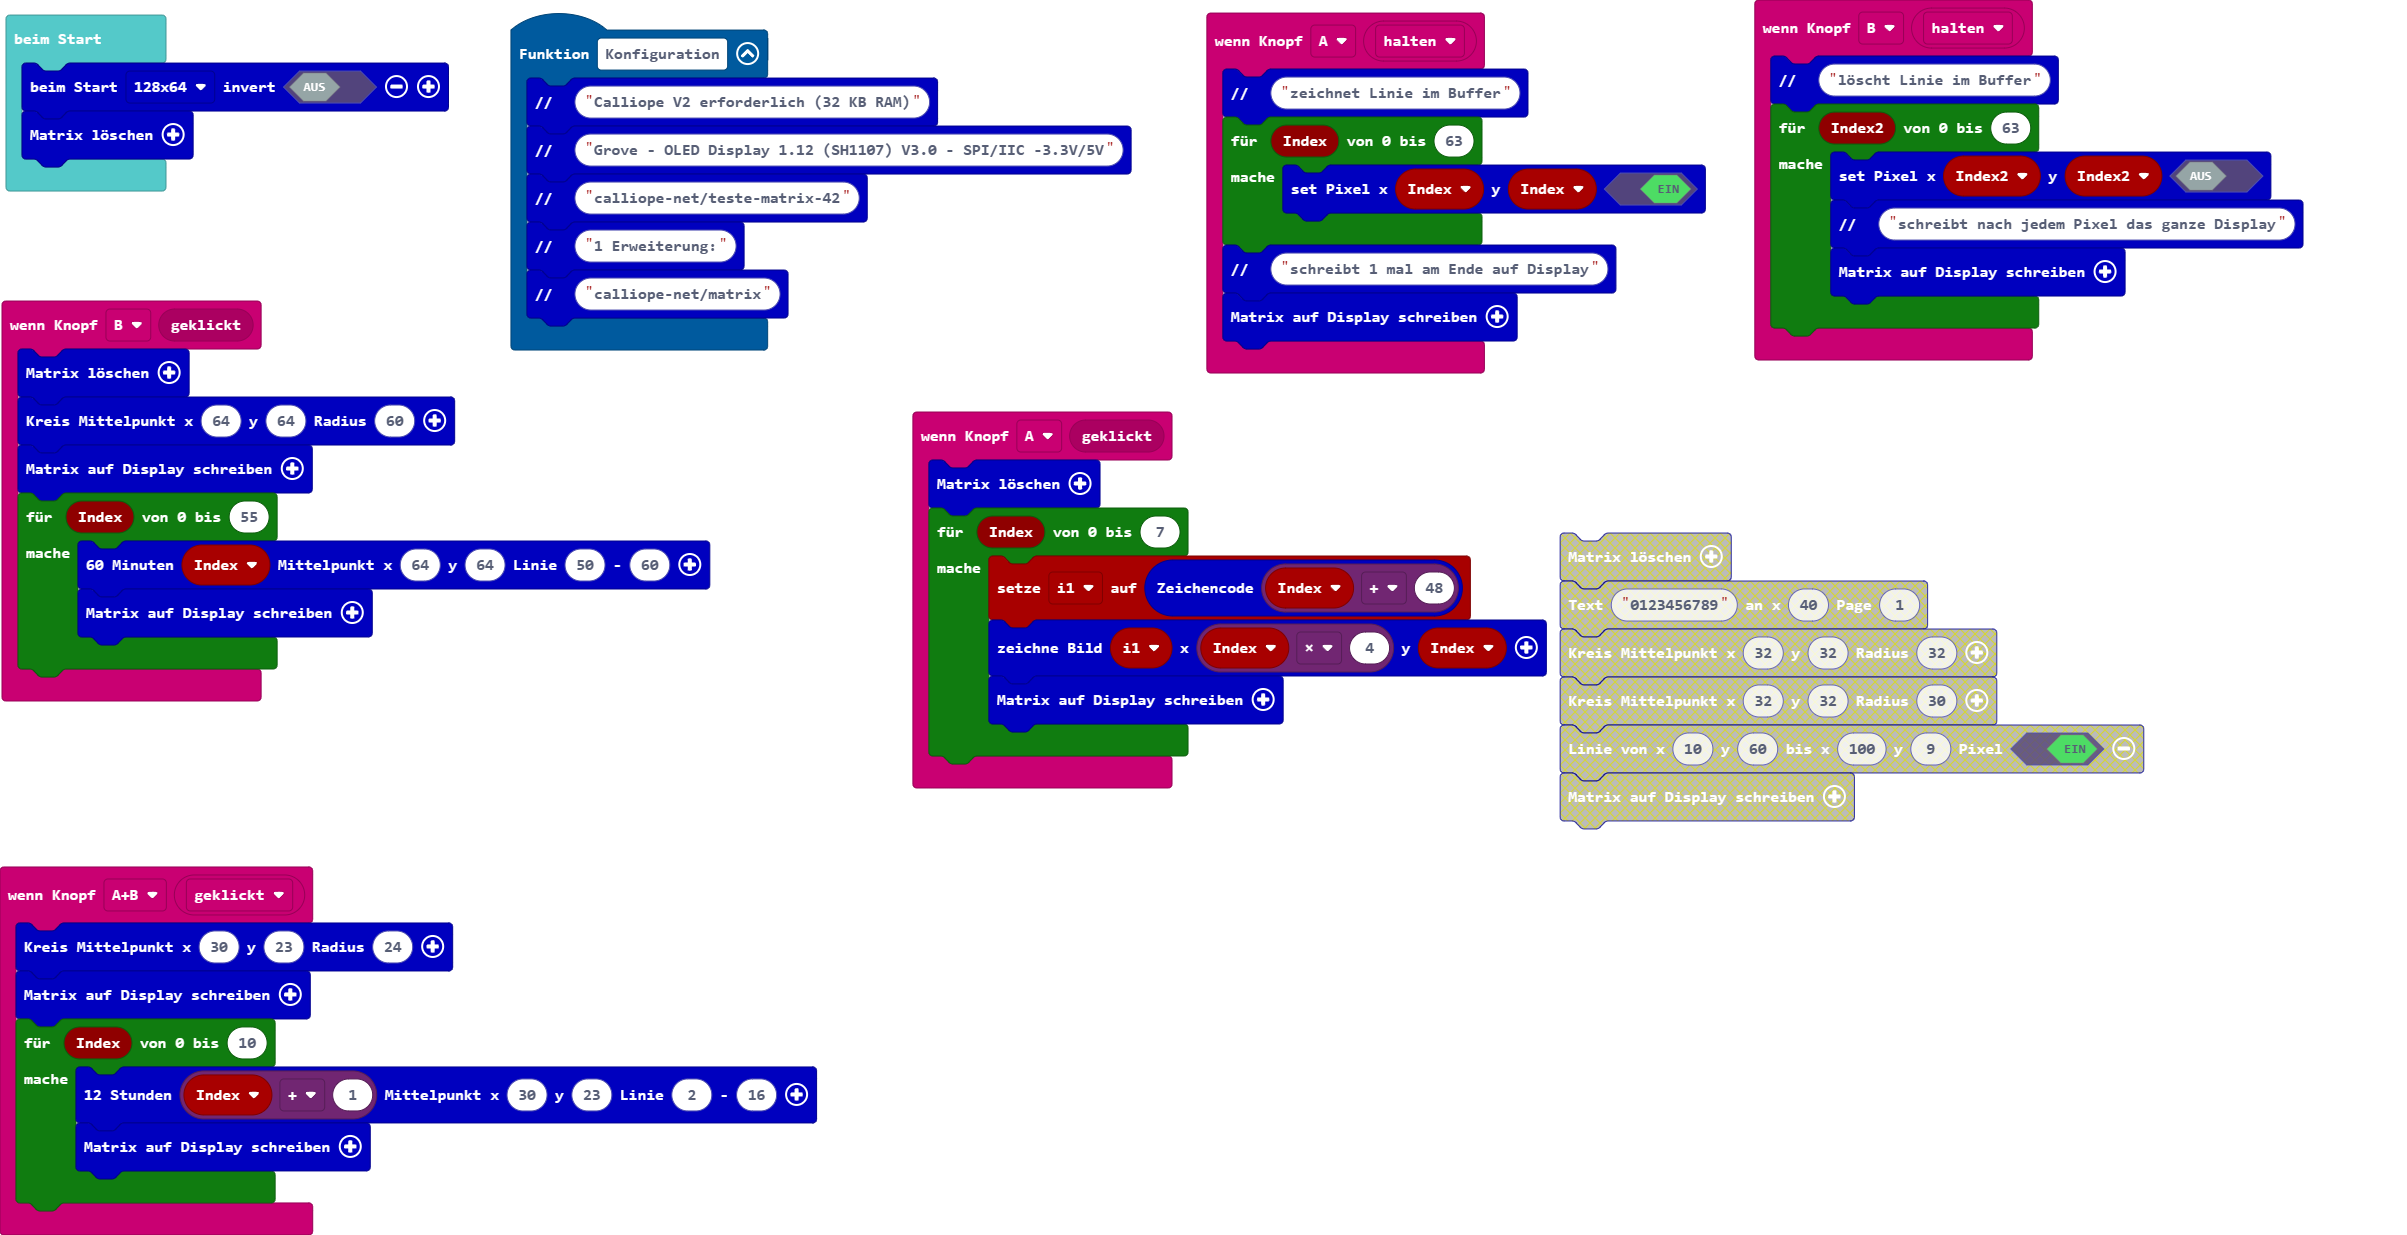 beim Start
beim Start 128x64 invert AUS
Matrix löschen
Funktion Konfiguration
// "Calliope V2 erforderlich (32 KB RAM)"
// "Grove - OLED Display 1.12 (SH1107) V3.0 - SPI/IIC -3.3V/5V"
// "calliope-net/teste-matrix-42"
// "1 Erweiterung:"
// "calliope-net/matrix"
wenn Knopf A halten
// "zeichnet Linie im Buffer"
für Index von 0 bis 63
mache set Pixel x Index y Index EIN
// "schreibt 1 mal am Ende auf Display"
Matrix auf Display schreiben
wenn Knopf B halten
// "löscht Linie im Buffer"
für Index2 von 0 bis 63
mache set Pixel x Index2 y Index2 AUS
// "schreibt nach jedem Pixel das ganze Display"
Matrix auf Display schreiben
wenn Knopf B geklickt
Matrix löschen
Kreis Mittelpunkt x 64 y 64 Radius 60
Matrix auf Display schreiben
für Index von 0 bis 55
mache 60 Minuten Index Mittelpunkt x 64 y 64 Linie 50 - 60
Matrix auf Display schreiben
wenn Knopf A geklickt
Matrix löschen
für Index von 0 bis 7
mache setze i1 auf Zeichencode Index + 48
zeichne Bild i1 x Index × 4 y Index
Matrix auf Display schreiben
Matrix löschen
Text "0123456789" an x 40 Page 1
Kreis Mittelpunkt x 32 y 32 Radius 32
Kreis Mittelpunkt x 32 y 32 Radius 30
Linie von x 10 y 60 bis x 100 y 9 Pixel EIN
Matrix auf Display schreiben
wenn Knopf A+B geklickt
Kreis Mittelpunkt x 30 y 23 Radius 24
Matrix auf Display schreiben
für Index von 0 bis 10
mache 12 Stunden Index + 1 Mittelpunkt x 30 y 23 Linie 2 - 16
Matrix auf Display schreiben